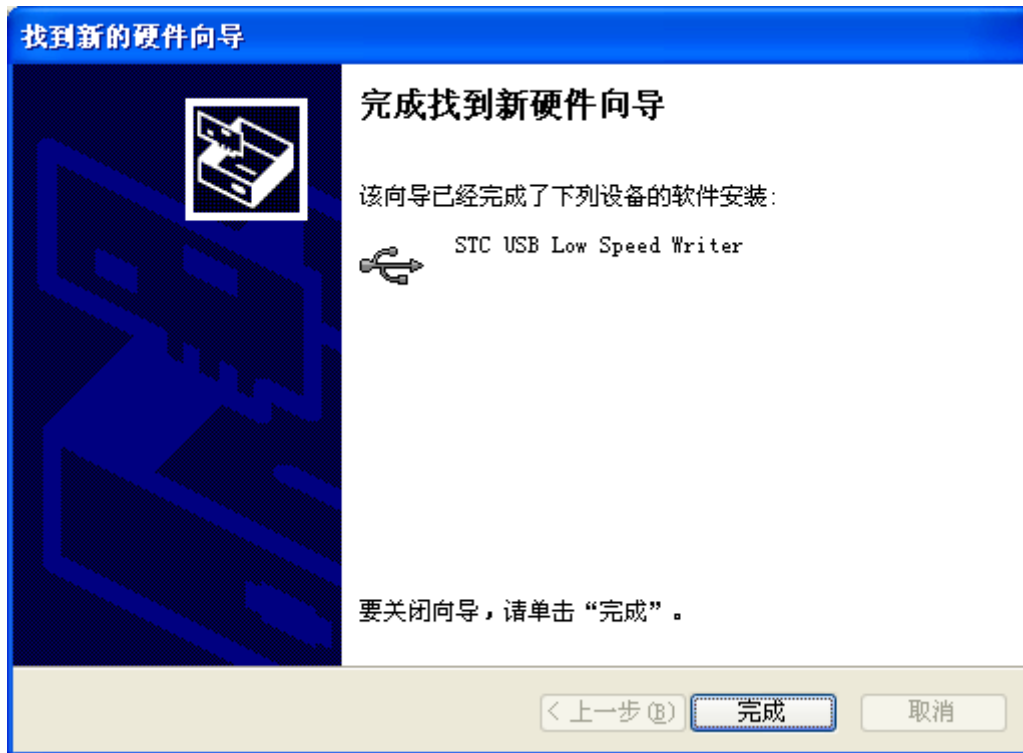 找到新的硬件向导
完成找到新硬件向导
该向导已经完成了下列设备的软件安装:
STC USB Low Speed Writer
要关闭向导，请单击“完成”。
< 上一步(B)
完成
取消